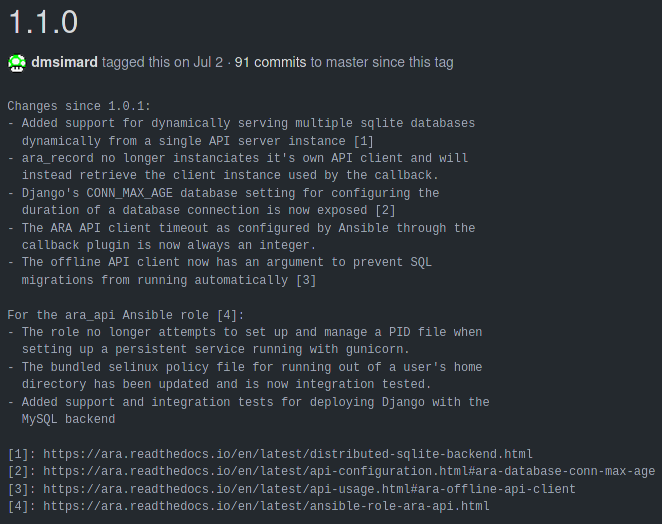 1.1.0
dmsimard tagged this on Jul 2 · 91 commits to master since this tag
Changes since 1.0.1:
- Added support for dynamically serving multiple sqlite databases
dynamically from a single API server instance [1]
- ara_record no longer instanciates it's own API client and will
instead retrieve the client instance used by the callback.
- Django's CONN_MAX_AGE database setting for configuring the
duration of a database connection is now exposed [2]
- The ARA API client timeout as configured by Ansible through the
callback plugin is now always an integer.
- The offline API client now has an argument to prevent SQL
migrations from running automatically [3]
For the ara_api Ansible role [4]:
- The role no longer attempts to set up and manage a PID file when
setting up a persistent service running with gunicorn.
- The bundled selinux policy file for running out of a user's home
directory has been updated and is now integration tested.
- Added support and integration tests for deploying Django with the
MySQL backend
[1]: https://ara.readthedocs.io/en/latest/distributed-sqlite-backend.html
[2]: https://ara.readthedocs.io/en/latest/api-configuration.html#ara-database-conn-max-age
[3]: https://ara.readthedocs.io/en/latest/api-usage.html#ara-offline-api-client
[4]: https://ara.readthedocs.io/en/latest/ansible-role-ara-api.html